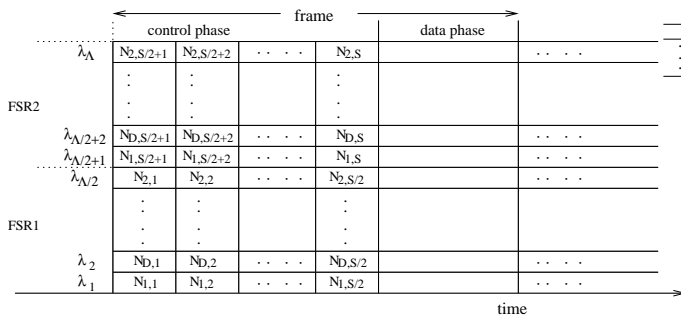 frame
control phase data phase
λΛ N2,S/2+1 N2,S/2+2 . . . . N2,S . . . .
FSR2
λΛ/2+2 ND,S/2+1 ND,S/2+2 . . . . ND,S . . . .
λΛ/2+1 N1,S/2+1 N1,S/2+2 . . . . N1,S . . . .
λΛ/2 N2,1 N2,2 . . . . N2,S/2 . . . .
FSR1
λ2 ND,1 ND,2 . . . . ND,S/2 . . . .
λ1 N1,1 N1,2 . . . . N1,S/2 . . . .
time